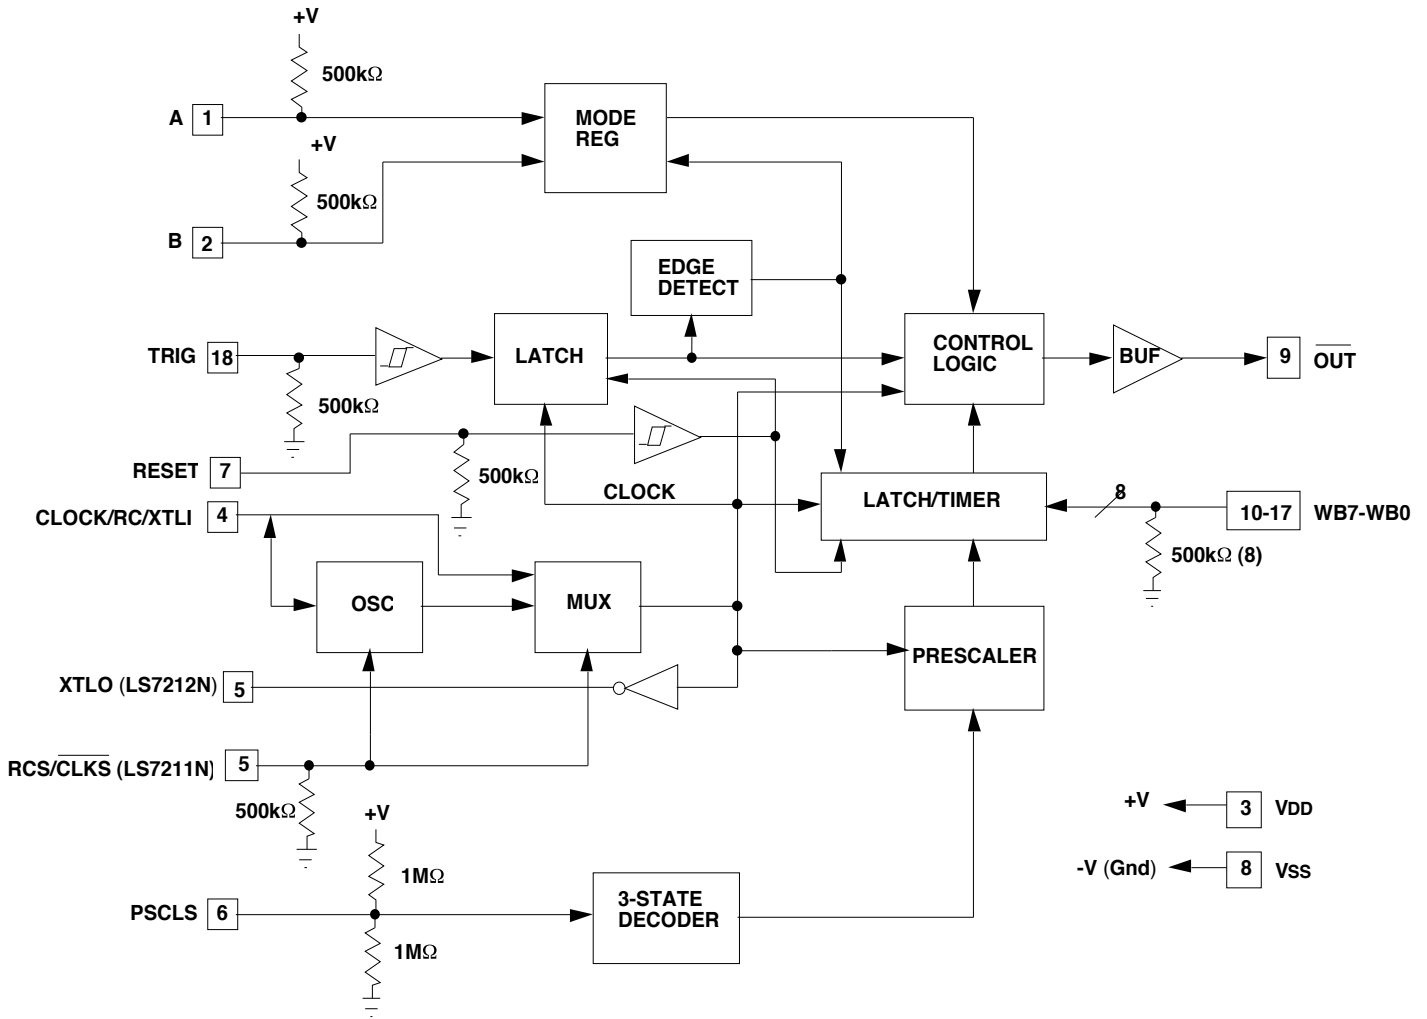 +V
500kΩ
A 1
MODE
REG
+V
500kΩ
B 2
EDGE
DETECT
TRIG 18
LATCH
CONTROL
LOGIC
BUF
9 OUT
500kΩ
RESET 7
500kΩ
CLOCK
LATCH/TIMER
8
10-17 WB7-WB0
CLOCK/RC/XTLI 4
500kΩ (8)
OSC
MUX
PRESCALER
XTLO (LS7212N) 5
RCS/CLKS (LS7211N) 5
500kΩ
+V
+V 3 VDD
1MΩ
-V (Gnd) 8 VSS
PSCLS 6
3-STATE
DECODER
1MΩ